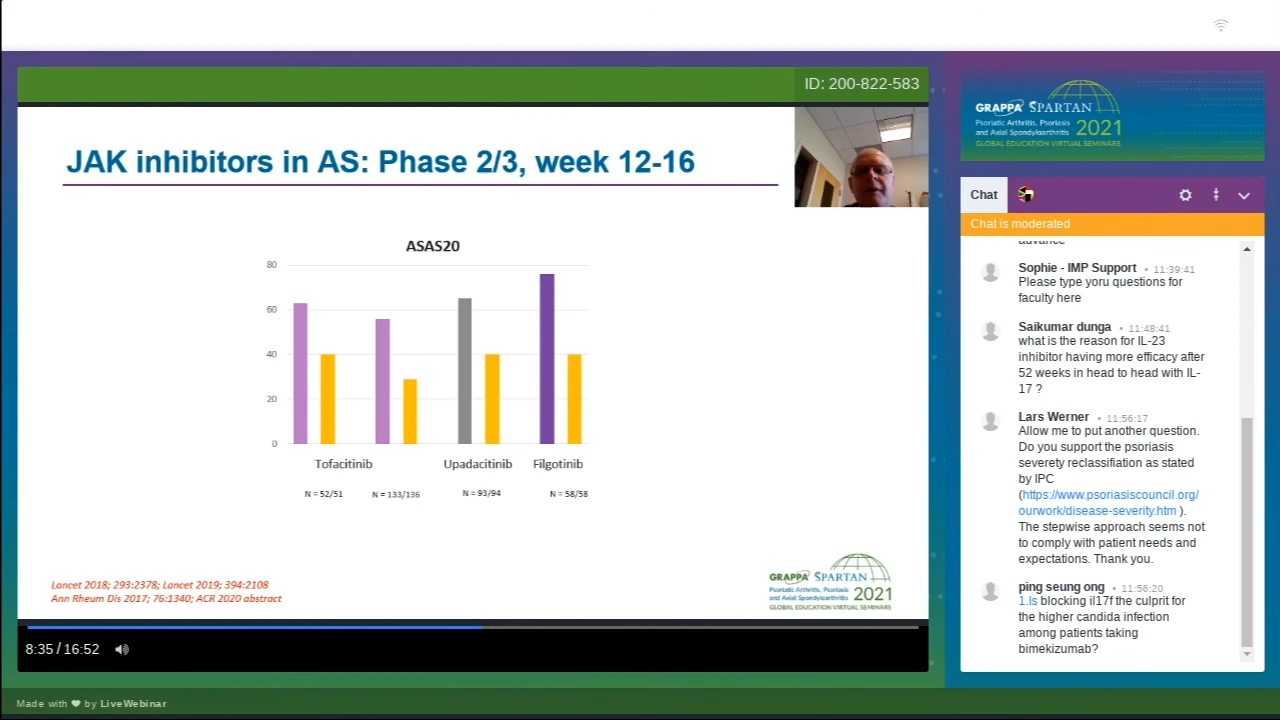 ID: 200-822-583
JAK inhibitors in AS: Phase 2/3, week 12-16
ASAS20
80
60
40
20
0
Tofacitinib Upadacitinib Filgotinib
N = 52/51 N = 133/136 N = 93/94 N = 58/58
Lancet 2018; 293:2378; Lancet 2019; 394:2108
Ann Rheum Dis 2017; 76:1340; ACR 2020 abstract
GRAPPA SPARTAN
Psoriatic Arthritis, Psoriasis
and Axial Spondyloarthritis 2021
GLOBAL EDUCATION VIRTUAL SEMINARS
8:35 / 16:52
Made with ❤ by LiveWebinar
GRAPPA SPARTAN
Psoriatic Arthritis, Psoriasis
and Axial Spondyloarthritis 2021
GLOBAL EDUCATION VIRTUAL SEMINARS
Chat
Chat is moderated
advance
Sophie - IMP Support • 11:39:41
Please type yoru questions for
faculty here
Saikumar dunga • 11:48:41
what is the reason for IL-23
inhibitor having more efficacy after
52 weeks in head to head with IL-
17 ?
Lars Werner • 11:56:17
Allow me to put another question.
Do you support the psoriasis
severety reclassifiation as stated
by IPC
(https://www.psoriasiscouncil.org/
ourwork/disease-severity.htm ).
The stepwise approach seems not
to comply with patient needs and
expectations. Thank you.
ping seung ong • 11:56:20
1.Is blocking il17f the culprit for
the higher candida infection
among patients taking
bimekizumab?